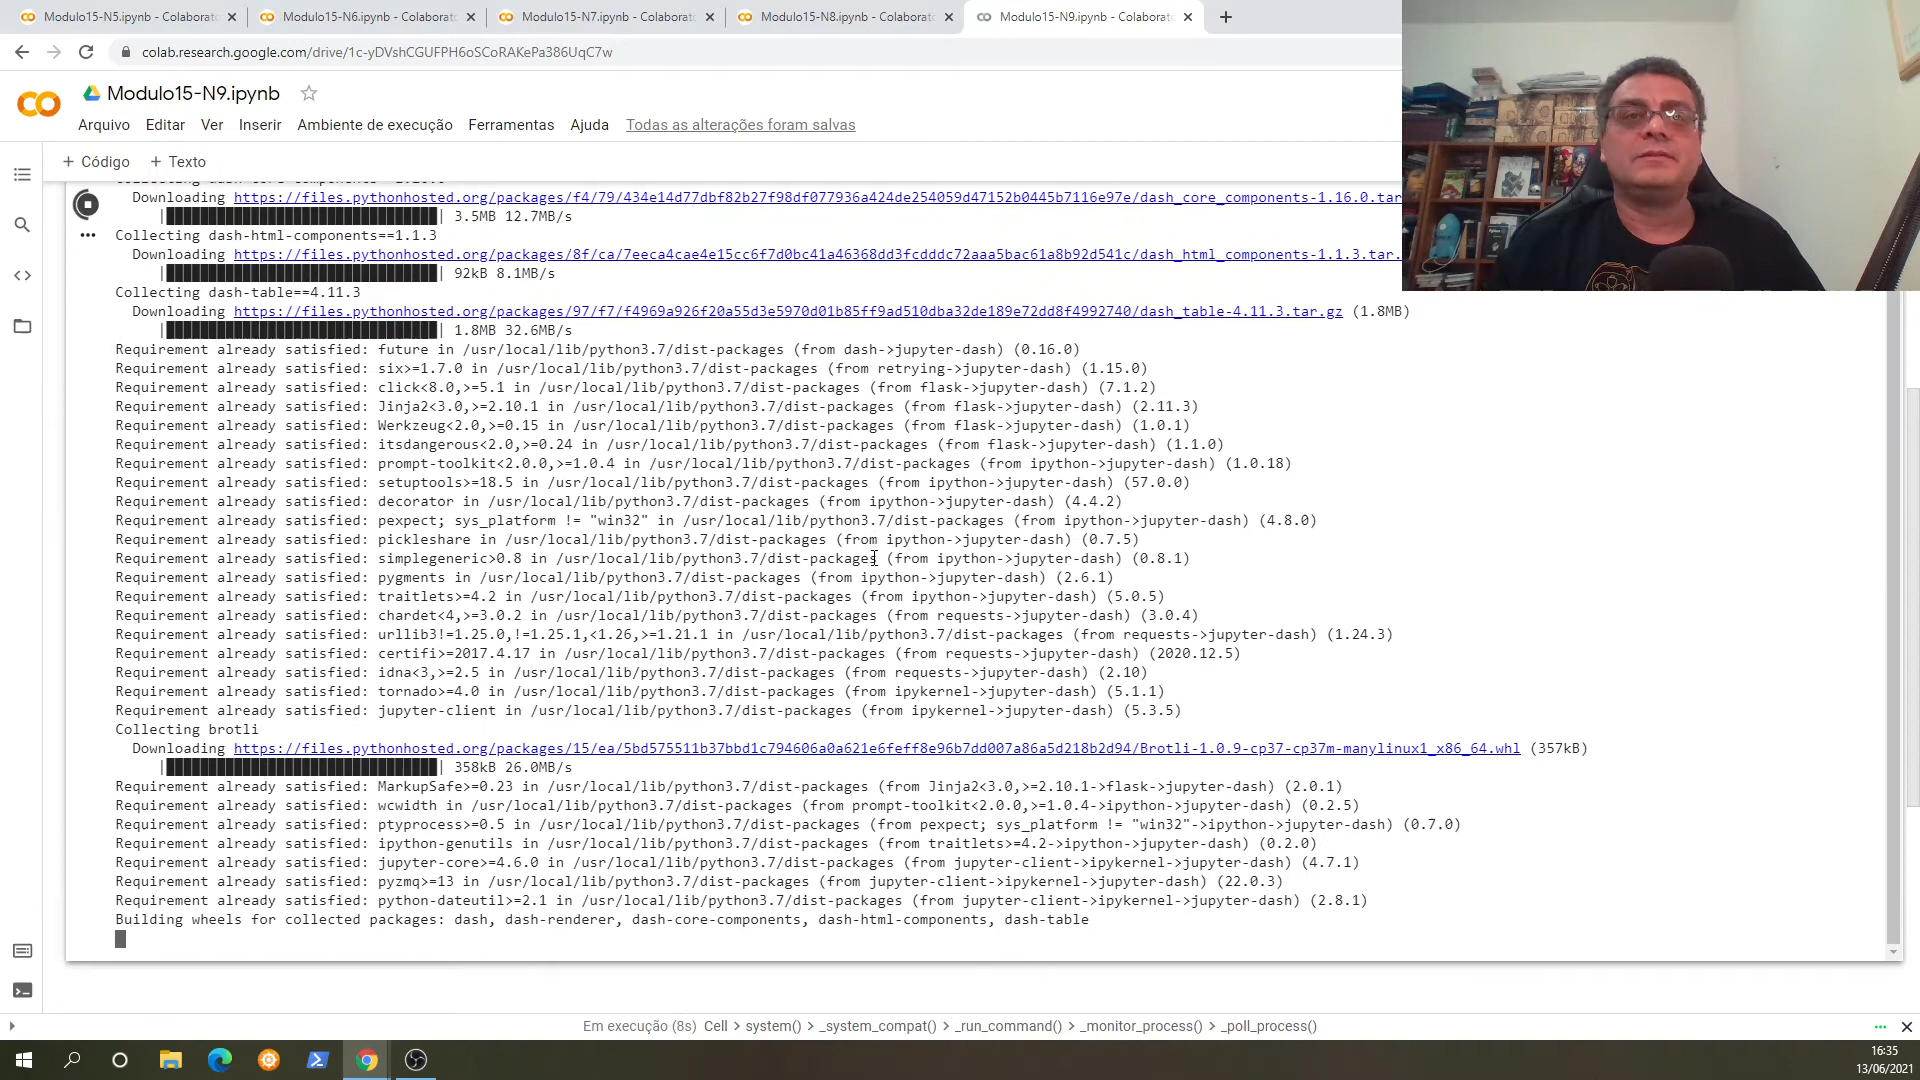 Modulo15-N5.ipynb - Colaborato
Modulo15-N6.ipynb - Colaborato
Modulo15-N7.ipynb - Colaborato
Modulo15-N8.ipynb - Colaborato
Modulo15-N9.ipynb - Colaborato
colab.research.google.com/drive/1c-yDVshCGUFPH6oSCoRAKePa386UqC7w
Modulo15-N9.ipynb
Arquivo Editar Ver Inserir Ambiente de execução Ferramentas Ajuda Todas as alterações foram salvas
+ Código + Texto
Downloading https://files.pythonhosted.org/packages/f4/79/434e14d77dbf82b27f98df077936a424de254059d47152b0445b7116e97e/dash_core_components-1.16.0.tar
| 3.5MB 12.7MB/s
Collecting dash-html-components==1.1.3
Downloading https://files.pythonhosted.org/packages/8f/ca/7eeca4cae4e15cc6f7d0bc41a46368dd3fcdddc72aaa5bac61a8b92d541c/dash_html_components-1.1.3.tar.
| 92kB 8.1MB/s
Collecting dash-table==4.11.3
Downloading https://files.pythonhosted.org/packages/97/f7/f4969a926f20a55d3e5970d01b85ff9ad510dba32de189e72dd8f4992740/dash_table-4.11.3.tar.gz (1.8MB)
| 1.8MB 32.6MB/s
Requirement already satisfied: future in /usr/local/lib/python3.7/dist-packages (from dash->jupyter-dash) (0.16.0)
Requirement already satisfied: six>=1.7.0 in /usr/local/lib/python3.7/dist-packages (from retrying->jupyter-dash) (1.15.0)
Requirement already satisfied: click<8.0,>=5.1 in /usr/local/lib/python3.7/dist-packages (from flask->jupyter-dash) (7.1.2)
Requirement already satisfied: Jinja2<3.0,>=2.10.1 in /usr/local/lib/python3.7/dist-packages (from flask->jupyter-dash) (2.11.3)
Requirement already satisfied: Werkzeug<2.0,>=0.15 in /usr/local/lib/python3.7/dist-packages (from flask->jupyter-dash) (1.0.1)
Requirement already satisfied: itsdangerous<2.0,>=0.24 in /usr/local/lib/python3.7/dist-packages (from flask->jupyter-dash) (1.1.0)
Requirement already satisfied: prompt-toolkit<2.0.0,>=1.0.4 in /usr/local/lib/python3.7/dist-packages (from ipython->jupyter-dash) (1.0.18)
Requirement already satisfied: setuptools>=18.5 in /usr/local/lib/python3.7/dist-packages (from ipython->jupyter-dash) (57.0.0)
Requirement already satisfied: decorator in /usr/local/lib/python3.7/dist-packages (from ipython->jupyter-dash) (4.4.2)
Requirement already satisfied: pexpect; sys_platform != "win32" in /usr/local/lib/python3.7/dist-packages (from ipython->jupyter-dash) (4.8.0)
Requirement already satisfied: pickleshare in /usr/local/lib/python3.7/dist-packages (from ipython->jupyter-dash) (0.7.5)
Requirement already satisfied: simplegeneric>0.8 in /usr/local/lib/python3.7/dist-packages (from ipython->jupyter-dash) (0.8.1)
Requirement already satisfied: pygments in /usr/local/lib/python3.7/dist-packages (from ipython->jupyter-dash) (2.6.1)
Requirement already satisfied: traitlets>=4.2 in /usr/local/lib/python3.7/dist-packages (from ipython->jupyter-dash) (5.0.5)
Requirement already satisfied: chardet<4,>=3.0.2 in /usr/local/lib/python3.7/dist-packages (from requests->jupyter-dash) (3.0.4)
Requirement already satisfied: urllib3!=1.25.0,!=1.25.1,<1.26,>=1.21.1 in /usr/local/lib/python3.7/dist-packages (from requests->jupyter-dash) (1.24.3)
Requirement already satisfied: certifi>=2017.4.17 in /usr/local/lib/python3.7/dist-packages (from requests->jupyter-dash) (2020.12.5)
Requirement already satisfied: idna<3,>=2.5 in /usr/local/lib/python3.7/dist-packages (from requests->jupyter-dash) (2.10)
Requirement already satisfied: tornado>=4.0 in /usr/local/lib/python3.7/dist-packages (from ipykernel->jupyter-dash) (5.1.1)
Requirement already satisfied: jupyter-client in /usr/local/lib/python3.7/dist-packages (from ipykernel->jupyter-dash) (5.3.5)
Collecting brotli
Downloading https://files.pythonhosted.org/packages/15/ea/5bd575511b37bbd1c794606a0a621e6feff8e96b7dd007a86a5d218b2d94/Brotli-1.0.9-cp37-cp37m-manylinux1_x86_64.whl (357kB)
| 358kB 26.0MB/s
Requirement already satisfied: MarkupSafe>=0.23 in /usr/local/lib/python3.7/dist-packages (from Jinja2<3.0,>=2.10.1->flask->jupyter-dash) (2.0.1)
Requirement already satisfied: wcwidth in /usr/local/lib/python3.7/dist-packages (from prompt-toolkit<2.0.0,>=1.0.4->ipython->jupyter-dash) (0.2.5)
Requirement already satisfied: ptyprocess>=0.5 in /usr/local/lib/python3.7/dist-packages (from pexpect; sys_platform != "win32"->ipython->jupyter-dash) (0.7.0)
Requirement already satisfied: ipython-genutils in /usr/local/lib/python3.7/dist-packages (from traitlets>=4.2->ipython->jupyter-dash) (0.2.0)
Requirement already satisfied: jupyter-core>=4.6.0 in /usr/local/lib/python3.7/dist-packages (from jupyter-client->ipykernel->jupyter-dash) (4.7.1)
Requirement already satisfied: pyzmq>=13 in /usr/local/lib/python3.7/dist-packages (from jupyter-client->ipykernel->jupyter-dash) (22.0.3)
Requirement already satisfied: python-dateutil>=2.1 in /usr/local/lib/python3.7/dist-packages (from jupyter-client->ipykernel->jupyter-dash) (2.8.1)
Building wheels for collected packages: dash, dash-renderer, dash-core-components, dash-html-components, dash-table
Em execução (8s) Cell > system() > _system_compat() > _run_command() > _monitor_process() > _poll_process()
16:35
13/06/2021